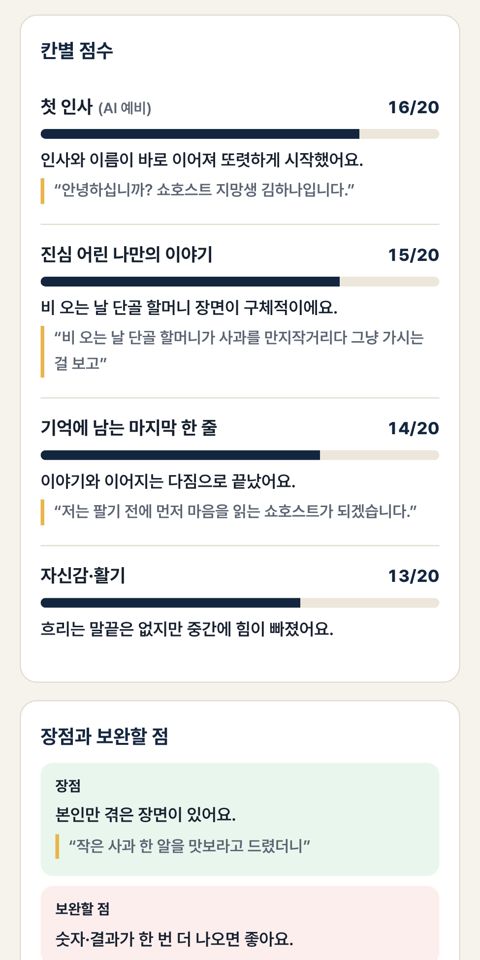 칸별 점수
첫 인사 (AI 예비) 16/20
인사와 이름이 바로 이어져 또렷하게 시작했어요.
“안녕하십니까? 쇼호스트 지망생 김하나입니다.”
진심 어린 나만의 이야기 15/20
비 오는 날 단골 할머니 장면이 구체적이에요.
“비 오는 날 단골 할머니가 사과를 만지작거리다 그냥 가시는
걸 보고”
기억에 남는 마지막 한 줄 14/20
이야기와 이어지는 다짐으로 끝났어요.
“저는 팔기 전에 먼저 마음을 읽는 쇼호스트가 되겠습니다.”
자신감·활기 13/20
흐리는 말끝은 없지만 중간에 힘이 빠졌어요.
장점과 보완할 점
장점
본인만 겪은 장면이 있어요.
“작은 사과 한 알을 맛보라고 드렸더니”
보완할 점
숫자·결과가 한 번 더 나오면 좋아요.